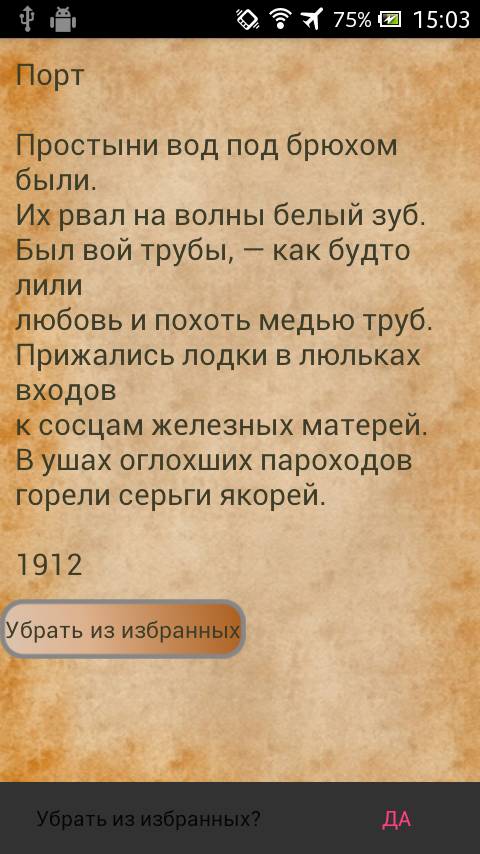 75% 15:03
Порт
Простыни вод под брюхом
были.
Их рвал на волны белый зуб.
Был вой трубы, — как будто
лили
любовь и похоть медью труб.
Прижались лодки в люльках
входов
к сосцам железных матерей.
В ушах оглохших пароходов
горели серьги якорей.
1912
Убрать из избранных
Убрать из избранных? ДА